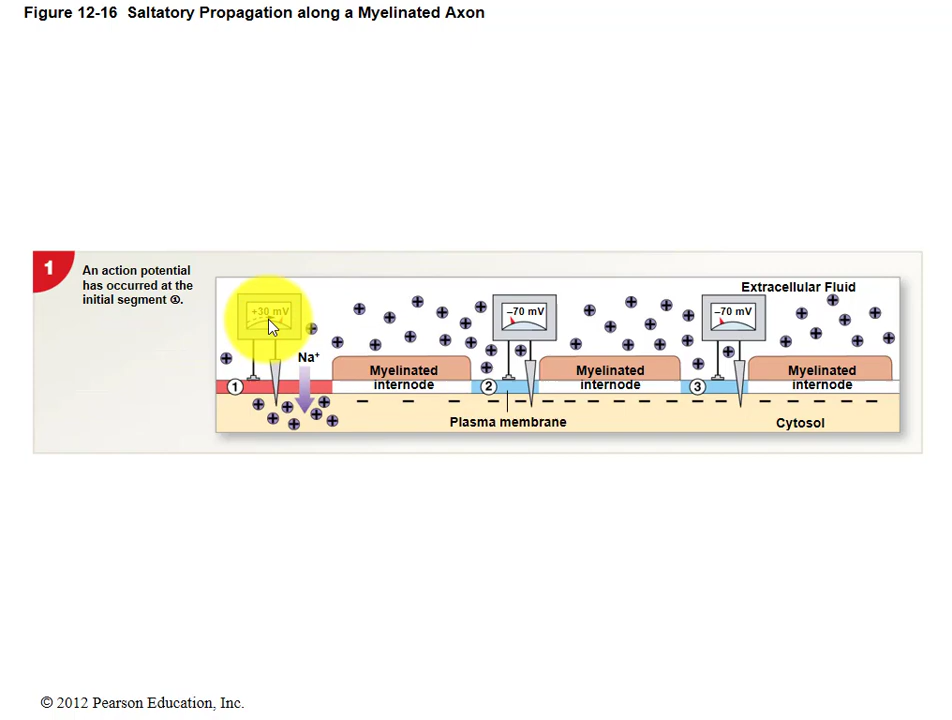 Figure 12-16 Saltatory Propagation along a Myelinated Axon
1
An action potential
has occurred at the
initial segment ①.
Extracellular Fluid
+30 mV
–70 mV
–70 mV
Na⁺
Myelinated
internode
Myelinated
internode
Myelinated
internode
1
2
3
Plasma membrane
Cytosol
© 2012 Pearson Education, Inc.